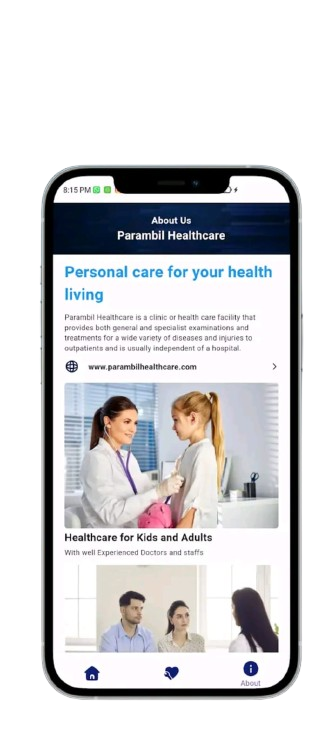 8:15 PM
About Us
Parambil Healthcare
Personal care for your health
living
Parambil Healthcare is a clinic or health care facility that
provides both general and specialist examinations and
treatments for a wide variety of diseases and injuries to
outpatients and is usually independent of a hospital.
www.parambilhealthcare.com
Healthcare for Kids and Adults
With well Experienced Doctors and staffs
About